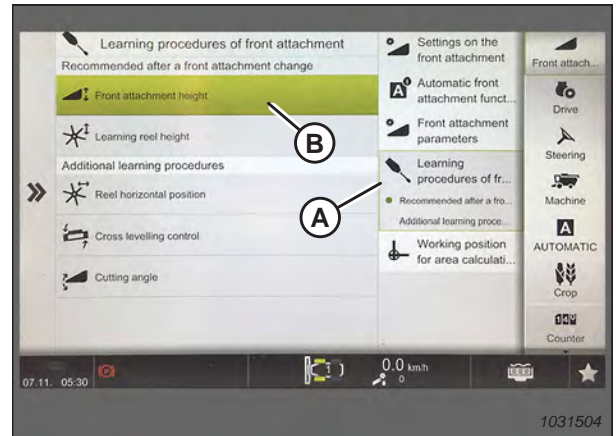 Learning procedures of front attachment
Recommended after a front attachment change
Front attachment height
Learning reel height
Additional learning procedures
Reel horizontal position
Cross levelling control
Cutting angle
Settings on the
front attachment
Automatic front
attachment funct...
Front attachment
parameters
Learning
procedures of fr...
Recommended after a fro...
Additional learning proce...
Working position
for area calculati...
Front attach...
Drive
Steering
Machine
A
AUTOMATIC
Crop
Counter
A
B
07.11. 05:30
0.0 km/h
0
1031504